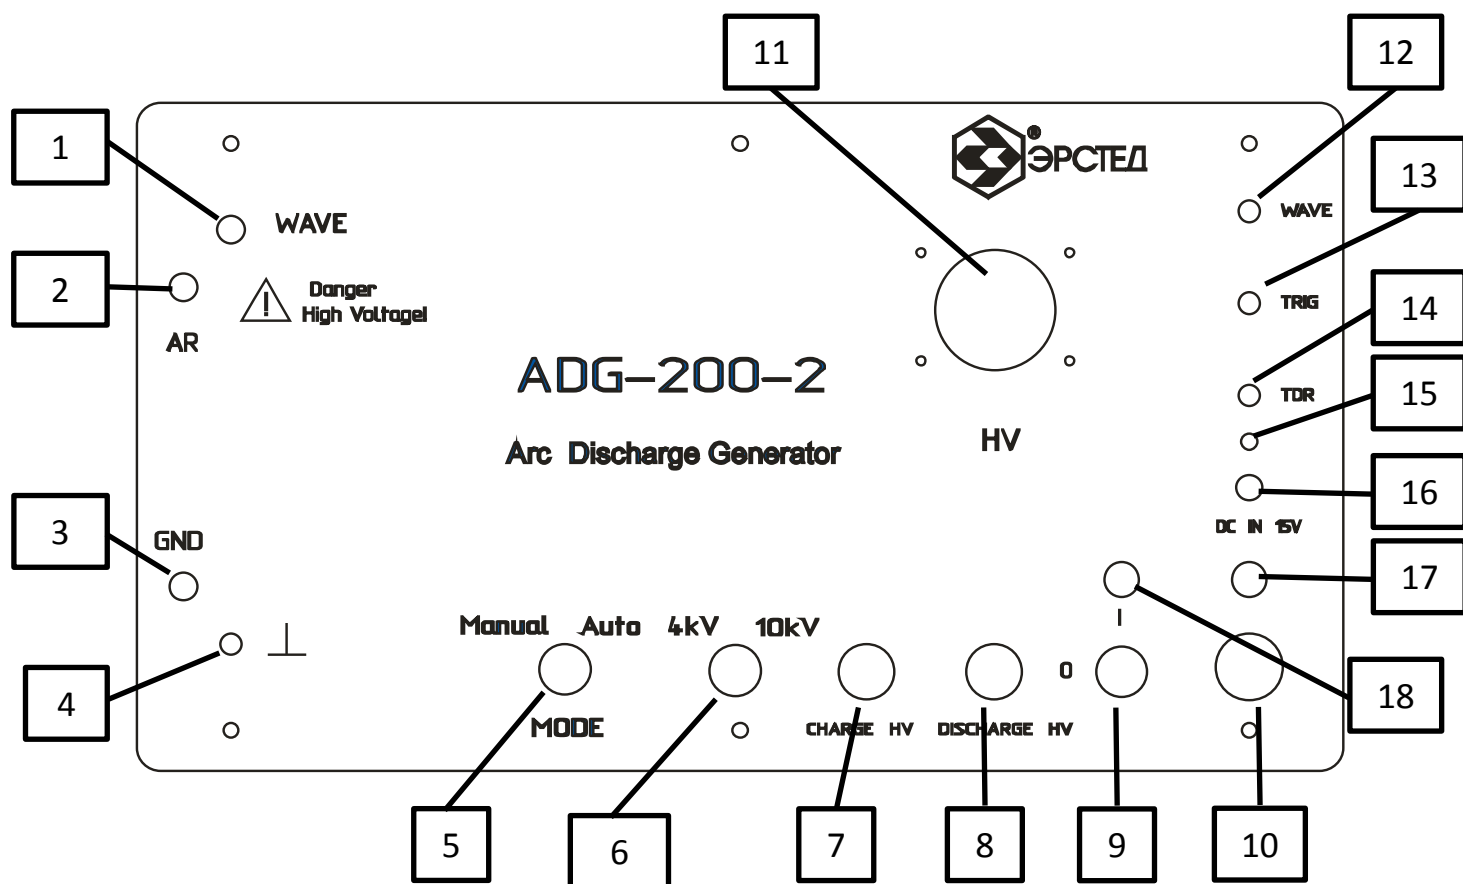 11
12
1
® ЭРСТЕД
13
WAVE
WAVE
2
Danger
High Voltage!
TRIG
14
AR
ADG-200-2
TDR
15
HV
Arc Discharge Generator
16
3
GND
DC IN 15V
17
I
Manual Auto 4kV 10kV
0
18
4
MODE
CHARGE HV DISCHARGE HV
5
6
7
8
9
10